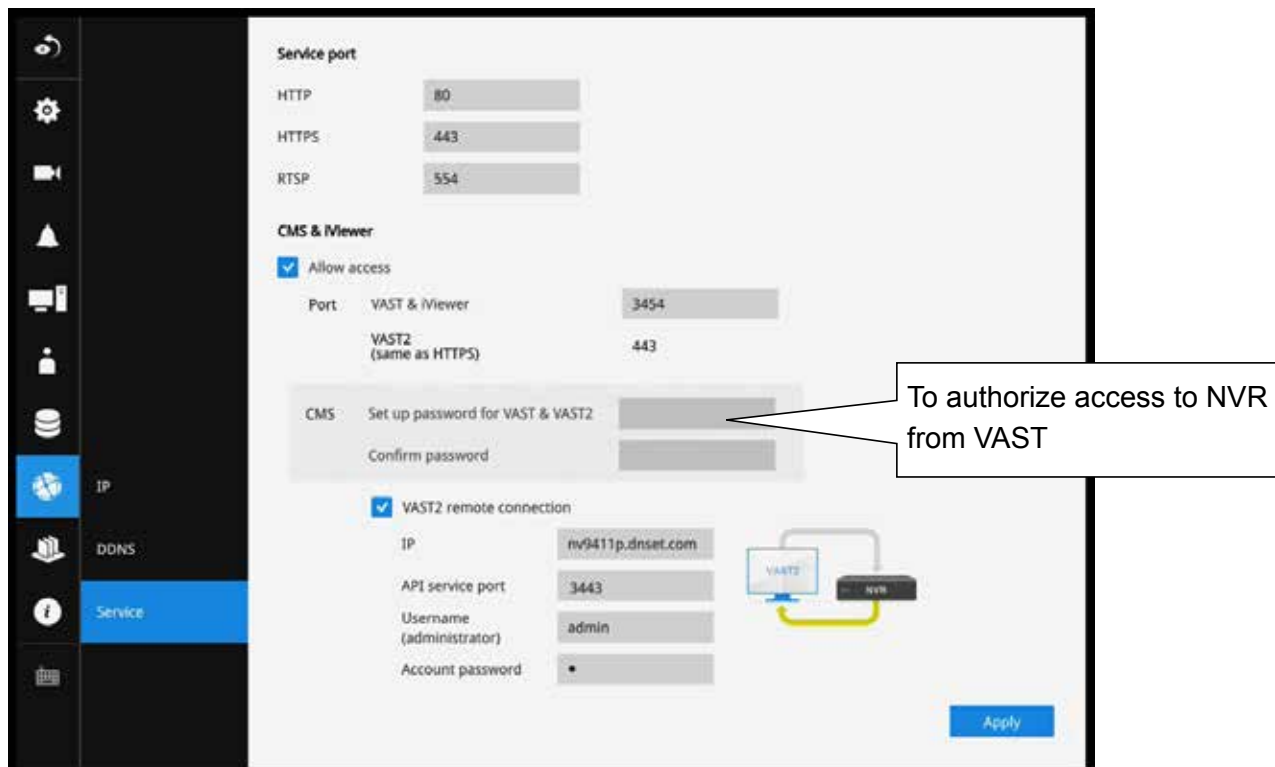 Service port
HTTP 80
HTTPS 443
RTSP 554
CMS & iViewer
Allow access
Port VAST & iViewer 3454
VAST2
(same as HTTPS) 443
To authorize access to NVR
from VAST
CMS Set up password for VAST & VAST2
Confirm password
IP
VAST2 remote connection
DDNS
IP nv9411p.dnset.com
API service port 3443
VAST2
NVR
Service
Username
(administrator) admin
Account password •
Apply